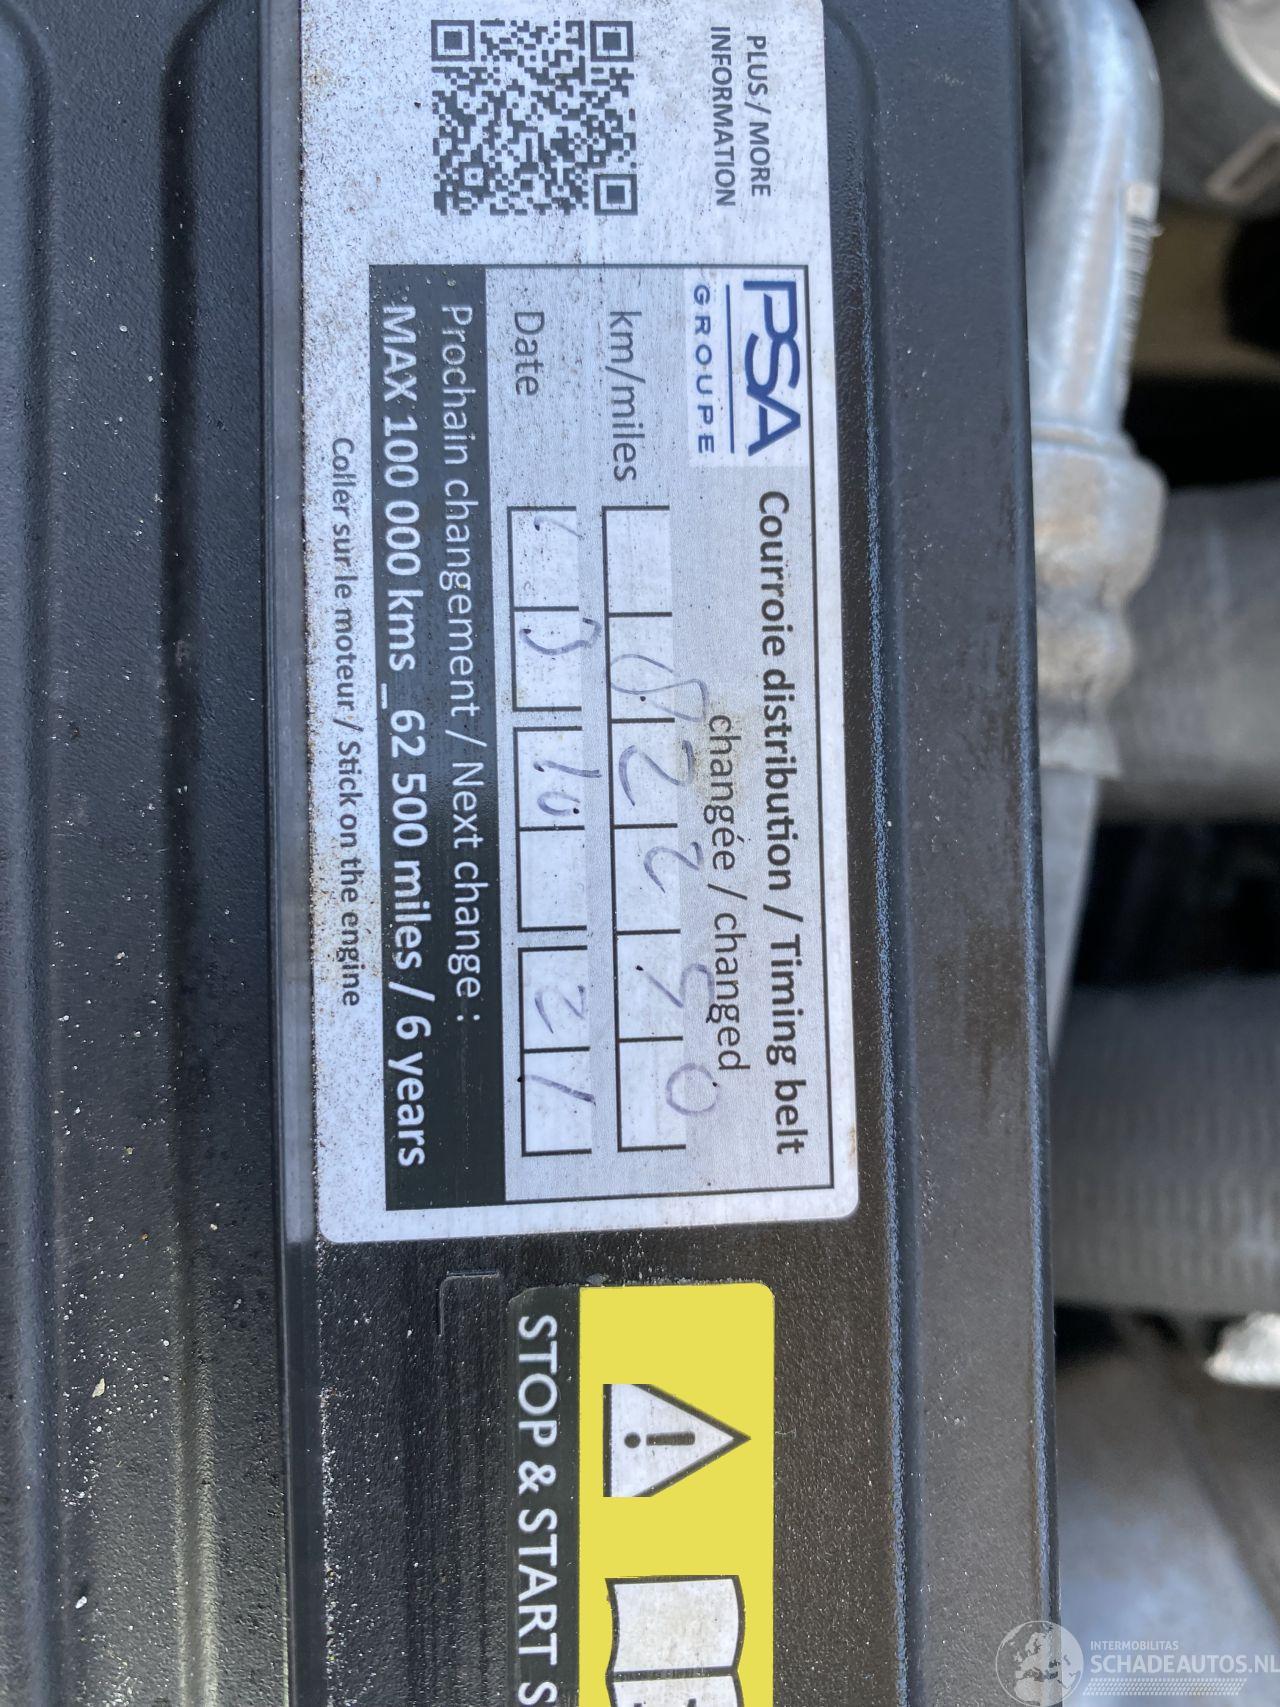 PLUS / MORE
INFORMATION
PSA
GROUPE
Courroie distribution / Timing belt
changée / changed
km/miles
Date
Prochain changement / Next change :
MAX 100 000 kms_62 500 miles / 6 years
Coller sur le moteur / Stick on the engine
STOP & START S
INTERMOBILITAS
SCHADEAUTOS.NL